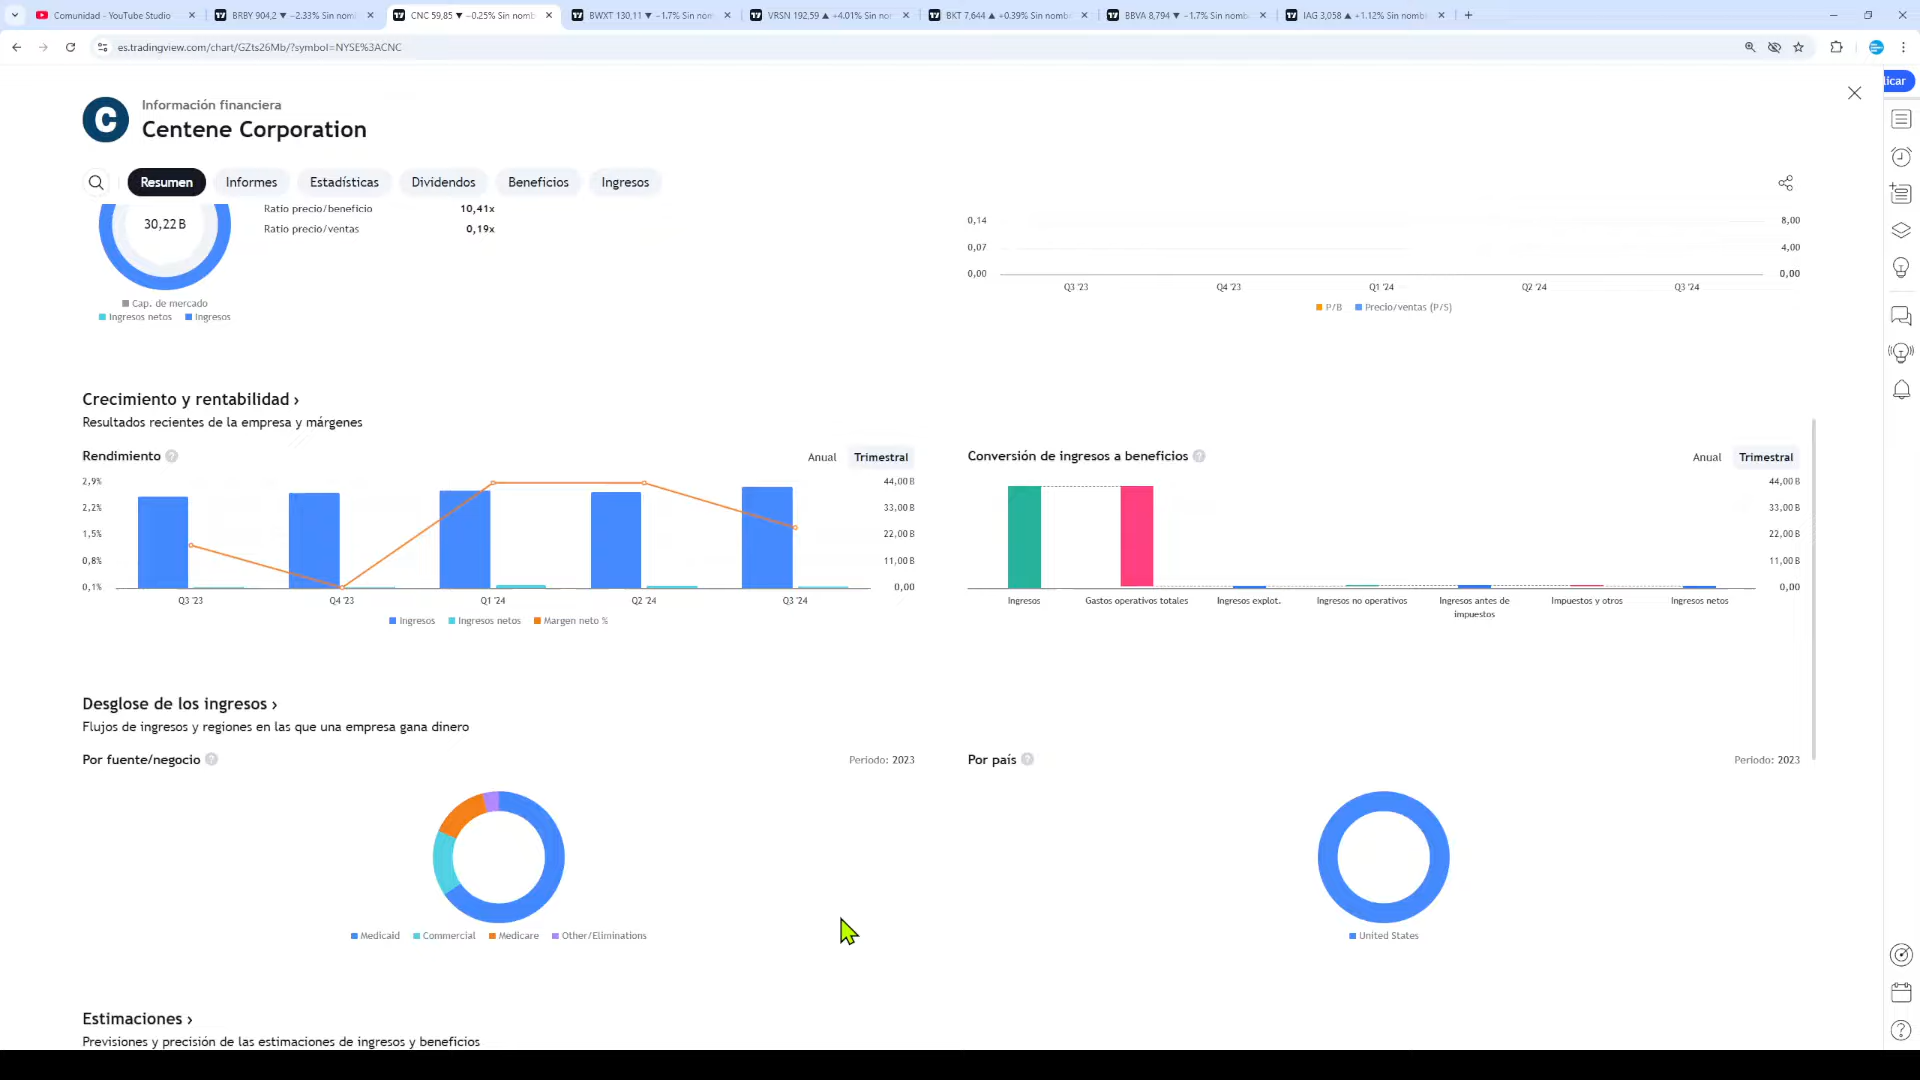 Comunidad - YouTube Studio
BRBY 904,2 ▼ −2.33% Sin nomb
CNC 59,85 ▼ −0.25% Sin nombre
BWXT 130,11 ▼ −1.7% Sin nom
VRSN 192,59 ▲ +4.01% Sin nom
BKT 7,644 ▲ +0.39% Sin nomb
BBVA 8,794 ▼ −1.7% Sin nomb
IAG 3,058 ▲ +1.12% Sin nomb
es.tradingview.com/chart/GZts26Mb/?symbol=NYSE%3ACNC
licar
C
Información financiera
Centene Corporation
Resumen
Informes
Estadísticas
Dividendos
Beneficios
Ingresos
30,22 B
Ratio precio/beneficio 10,41x
Ratio precio/ventas 0,19x
Cap. de mercado
Ingresos netos Ingresos
0,14 8,00
0,07 4,00
0,00 0,00
Q3 '23 Q4 '23 Q1 '24 Q2 '24 Q3 '24
P/B Precio/ventas (P/S)
Crecimiento y rentabilidad ›
Resultados recientes de la empresa y márgenes
Rendimiento ?
Anual Trimestral
2,9% 44,00 B
2,2% 33,00 B
1,5% 22,00 B
0,8% 11,00 B
0,1% 0,00
Q3 '23 Q4 '23 Q1 '24 Q2 '24 Q3 '24
Ingresos Ingresos netos Margen neto %
Conversión de ingresos a beneficios ?
Anual Trimestral
44,00 B
33,00 B
22,00 B
11,00 B
0,00
Ingresos Gastos operativos totales Ingresos explot. Ingresos no operativos Ingresos antes de impuestos Impuestos y otros Ingresos netos
Desglose de los ingresos ›
Flujos de ingresos y regiones en las que una empresa gana dinero
Por fuente/negocio ?
Periodo: 2023
Medicaid Commercial Medicare Other/Eliminations
Por país ?
Periodo: 2023
United States
Estimaciones ›
Previsiones y precisión de las estimaciones de ingresos y beneficios